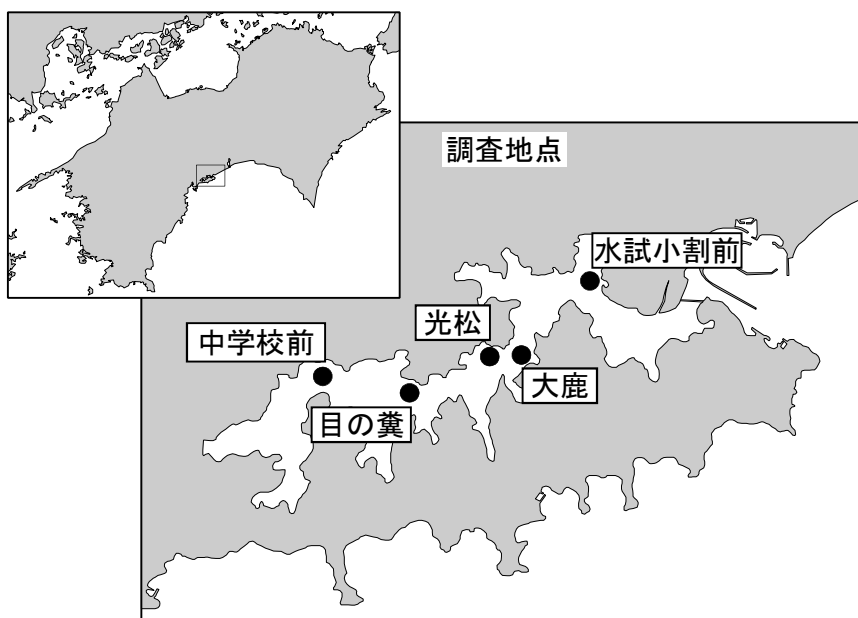 調査地点
水試小割前
光松
中学校前
大鹿
目の糞